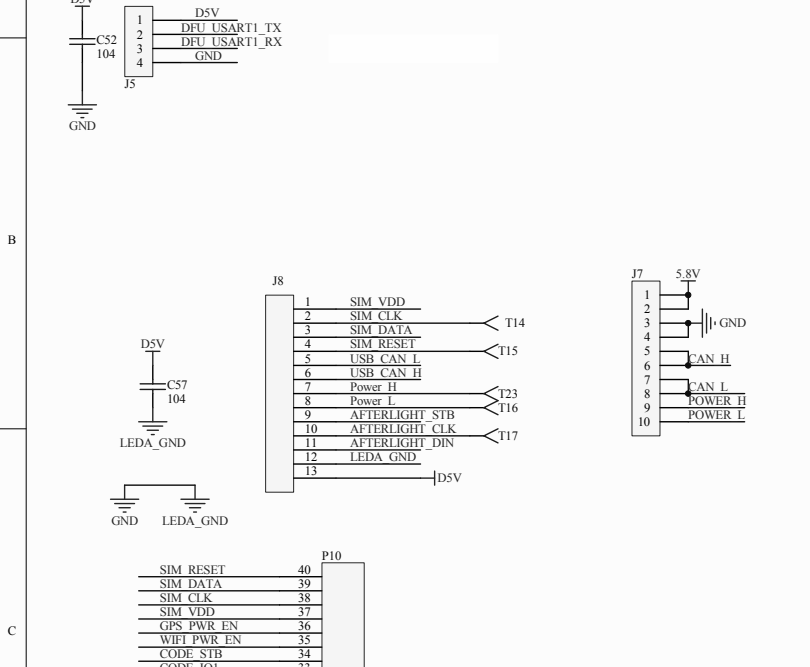 D5V
C52
104
GND
1 D5V
2 DFU_USART1_TX
3 DFU_USART1_RX
4 GND
J5
B
J8
1 SIM_VDD
2 SIM_CLK T14
3 SIM_DATA
4 SIM_RESET T15
5 USB_CAN_L
6 USB_CAN_H
7 Power_H T23
8 Power_L T16
9 AFTERLIGHT_STB
10 AFTERLIGHT_CLK T17
11 AFTERLIGHT_DIN
12 LEDA_GND
13 D5V
J7 5.8V
1
2
3 GND
4
5
6 CAN_H
7
8 CAN_L
9 POWER_H
10 POWER_L
D5V
C57
104
LEDA_GND
GND LEDA_GND
P10
SIM_RESET 40
SIM_DATA 39
SIM_CLK 38
SIM_VDD 37
GPS_PWR_EN 36
WIFI_PWR_EN 35
CODE_STB 34
C